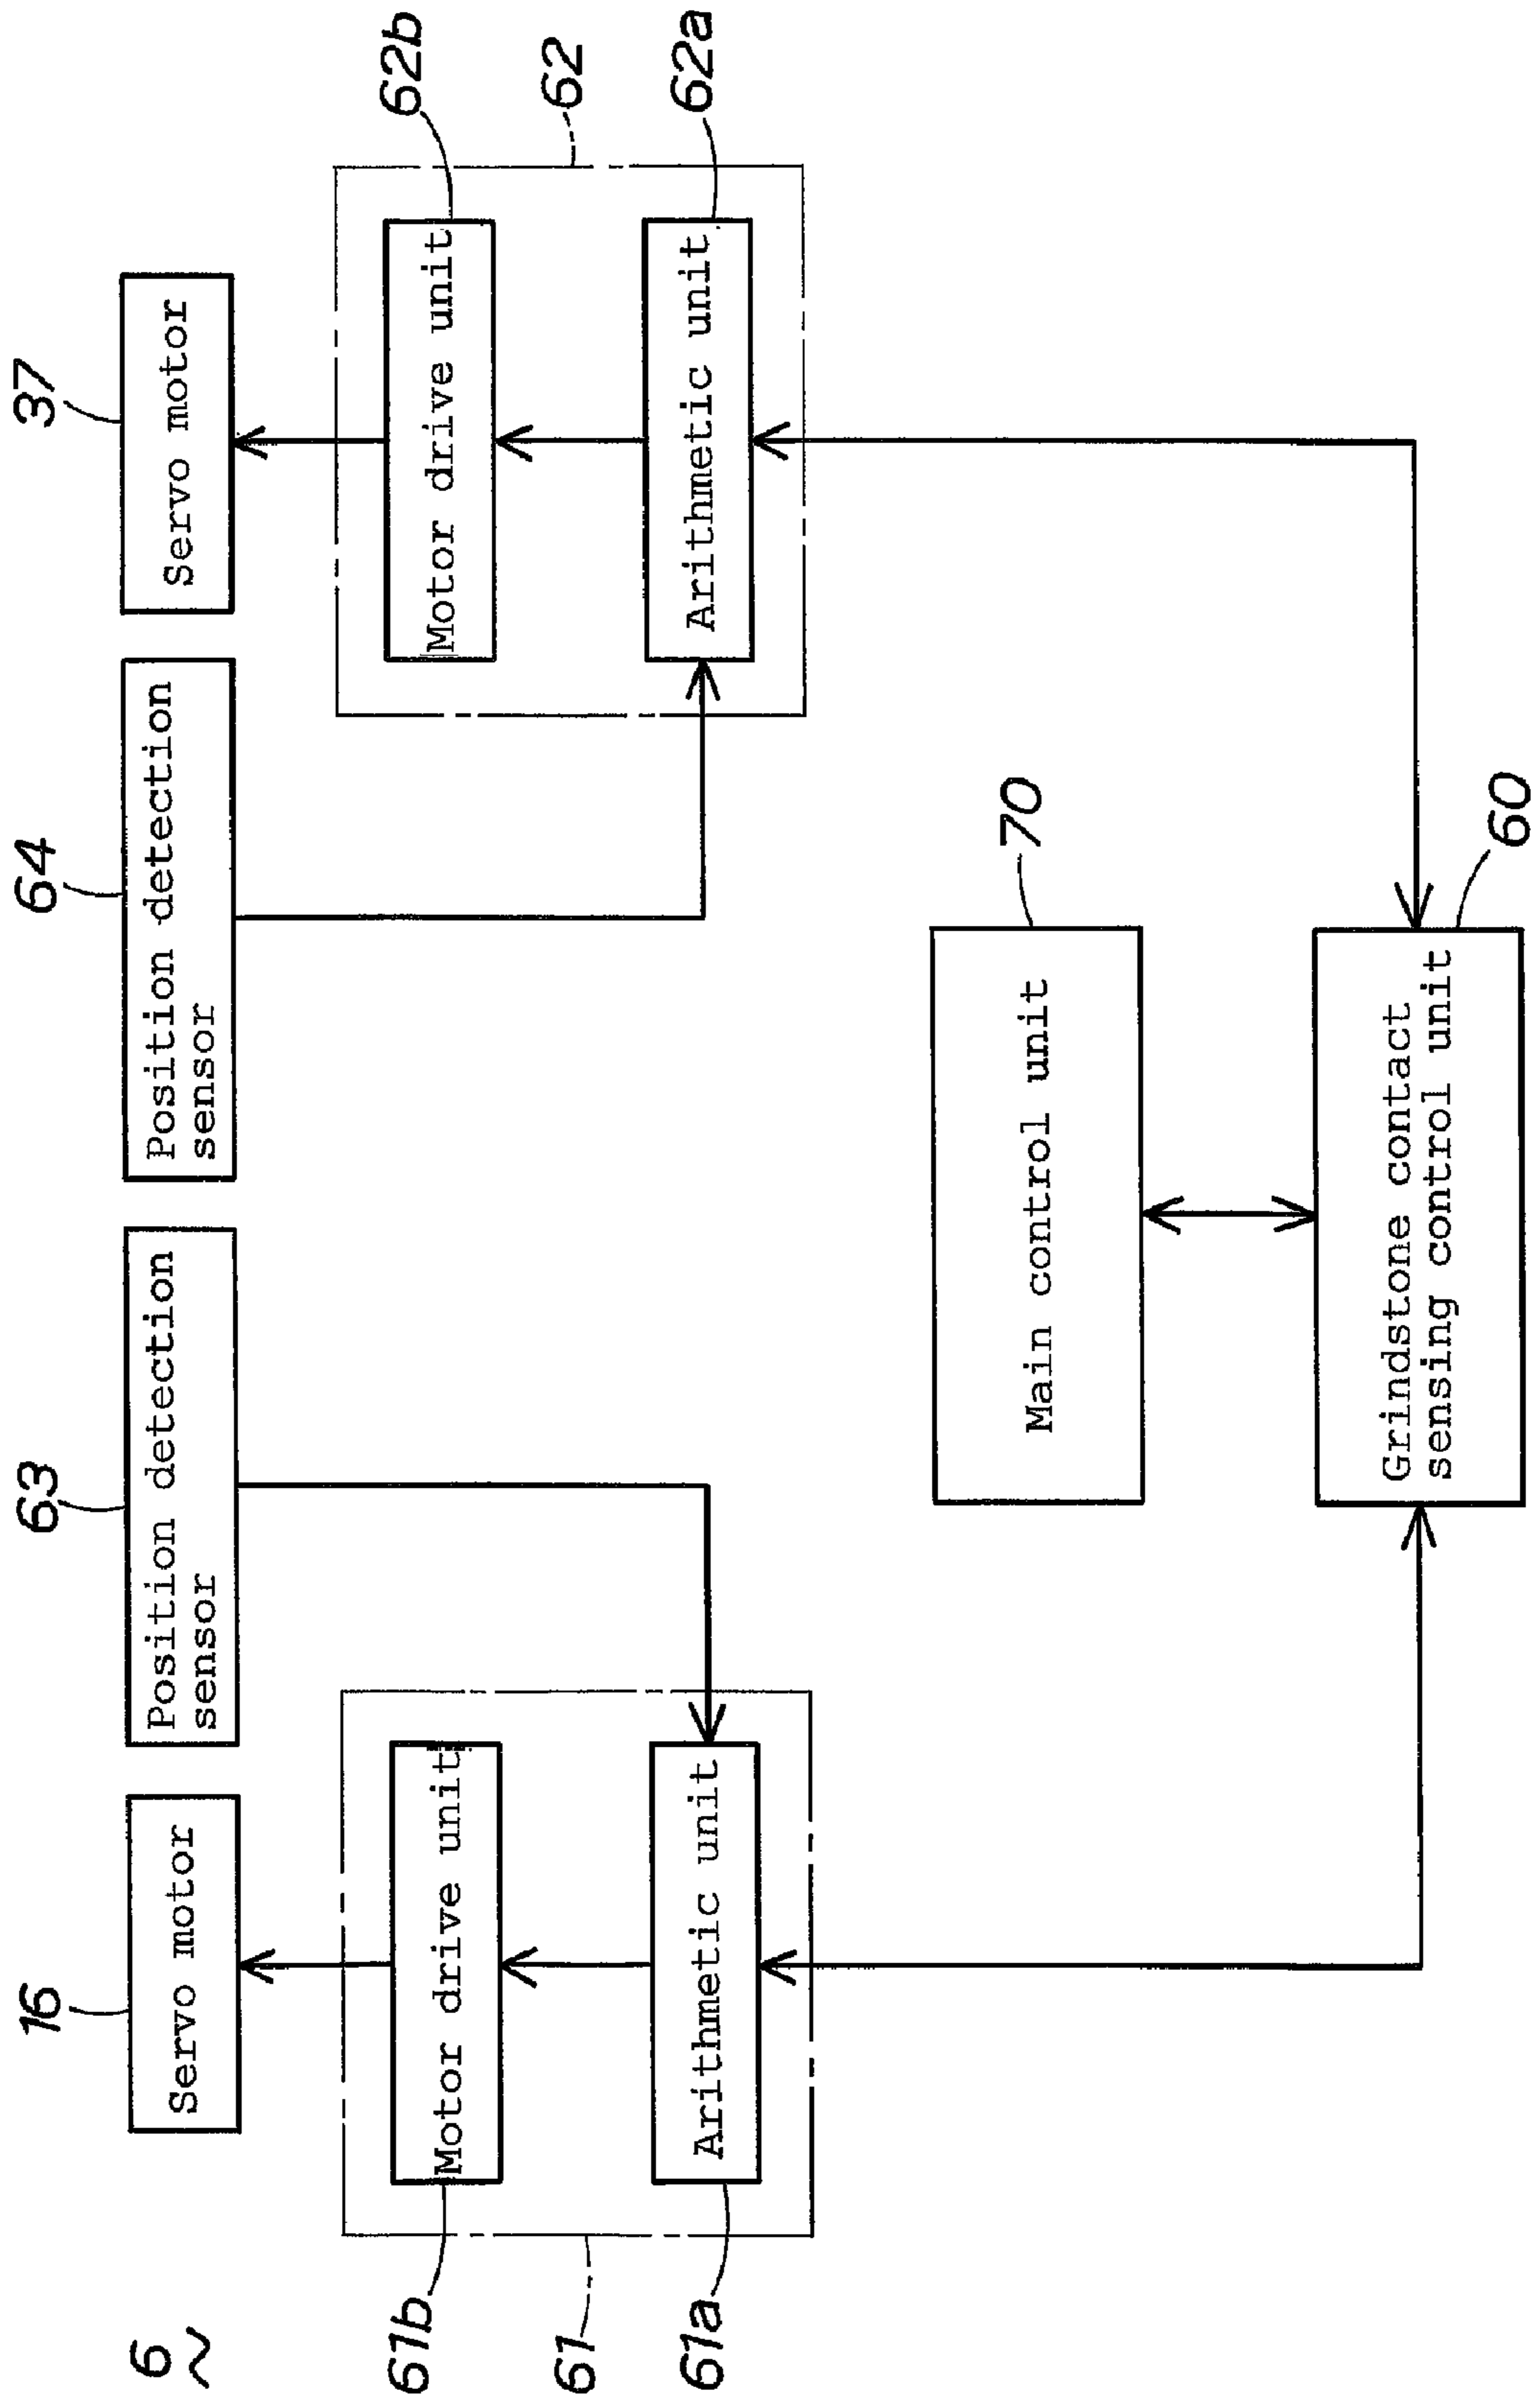 6
16
Servo motor
63
Position detection
sensor
64
Position detection
sensor
37
Servo motor
61b
Motor drive unit
61
61a
Arithmetic unit
Motor drive unit
62b
62
Arithmetic unit
62a
Main control unit
70
Grindstone contact
sensing control unit
60